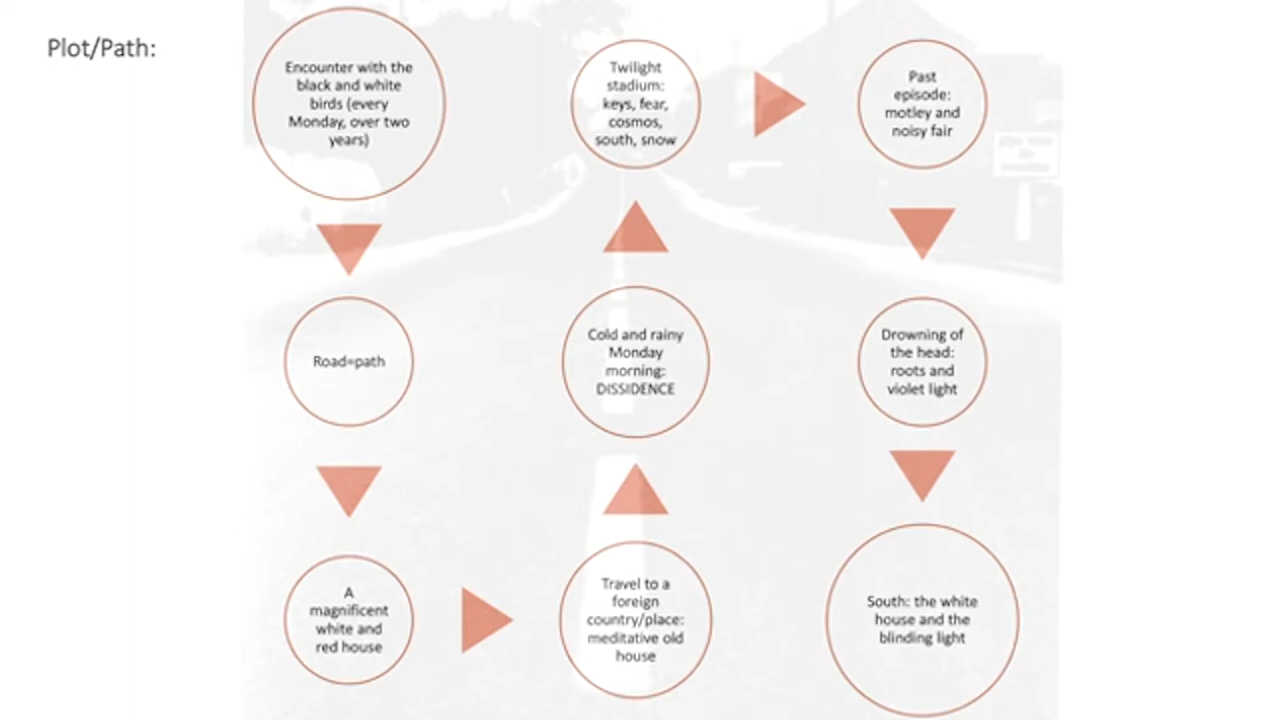 Plot/Path:
Encounter with the
black and white
birds (every
Monday, over two
years)
Road=path
A
magnificent
white and
red house
Travel to a
foreign
country/place:
meditative old
house
Cold and rainy
Monday
morning:
DISSIDENCE
Twilight
stadium:
keys, fear,
cosmos,
south, snow
Past
episode:
motley and
noisy fair
Drowning of
the head:
roots and
violet light
South: the white
house and the
blinding light